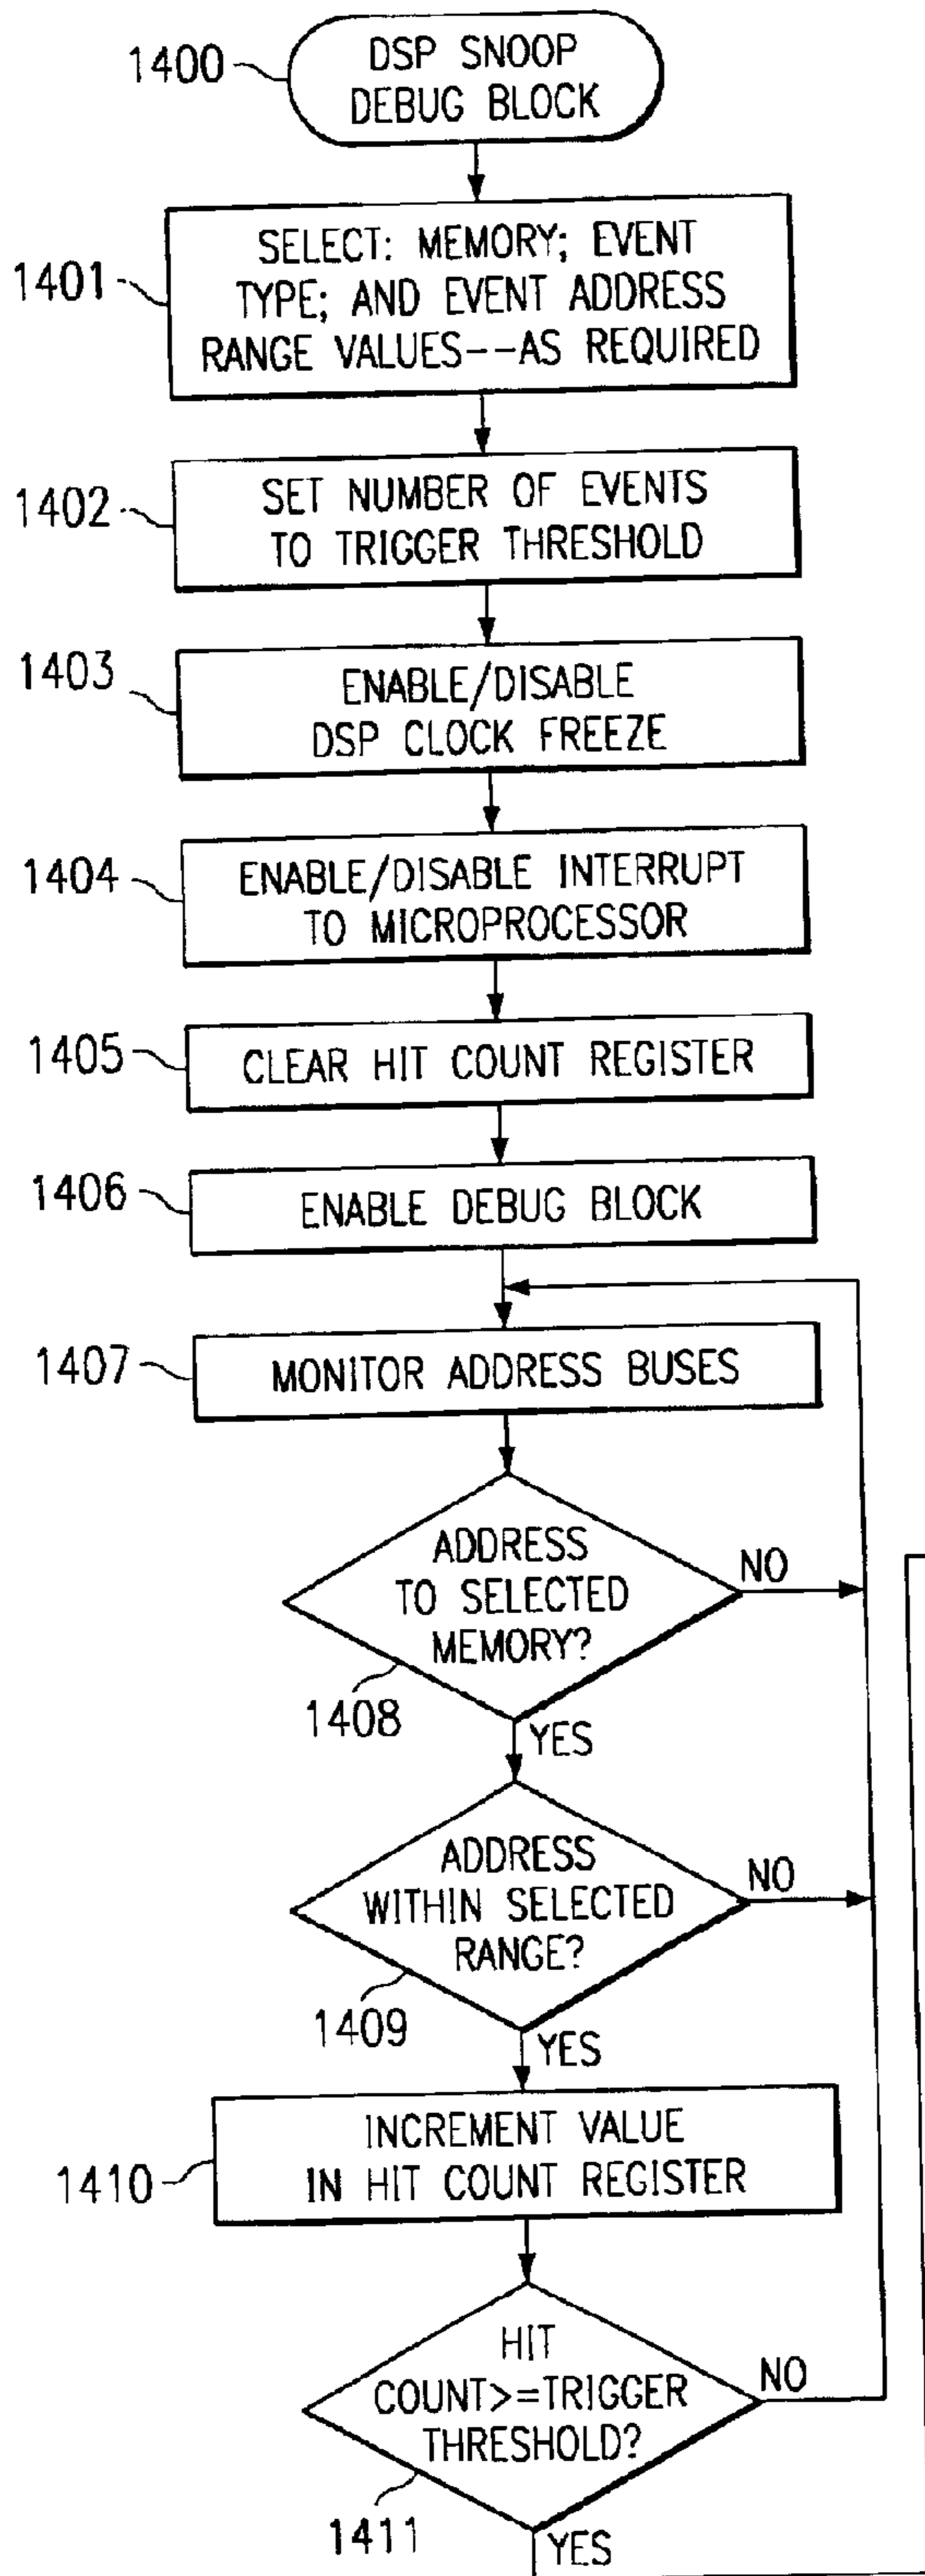 1400
DSP SNOOP
DEBUG BLOCK
1401
SELECT: MEMORY; EVENT
TYPE; AND EVENT ADDRESS
RANGE VALUES--AS REQUIRED
1402
SET NUMBER OF EVENTS
TO TRIGGER THRESHOLD
1403
ENABLE/DISABLE
DSP CLOCK FREEZE
1404
ENABLE/DISABLE INTERRUPT
TO MICROPROCESSOR
1405
CLEAR HIT COUNT REGISTER
1406
ENABLE DEBUG BLOCK
1407
MONITOR ADDRESS BUSES
ADDRESS
TO SELECTED
MEMORY?
NO
1408
YES
ADDRESS
WITHIN SELECTED
RANGE?
NO
1409
YES
1410
INCREMENT VALUE
IN HIT COUNT REGISTER
HIT
COUNT>=TRIGGER
THRESHOLD?
NO
1411
YES